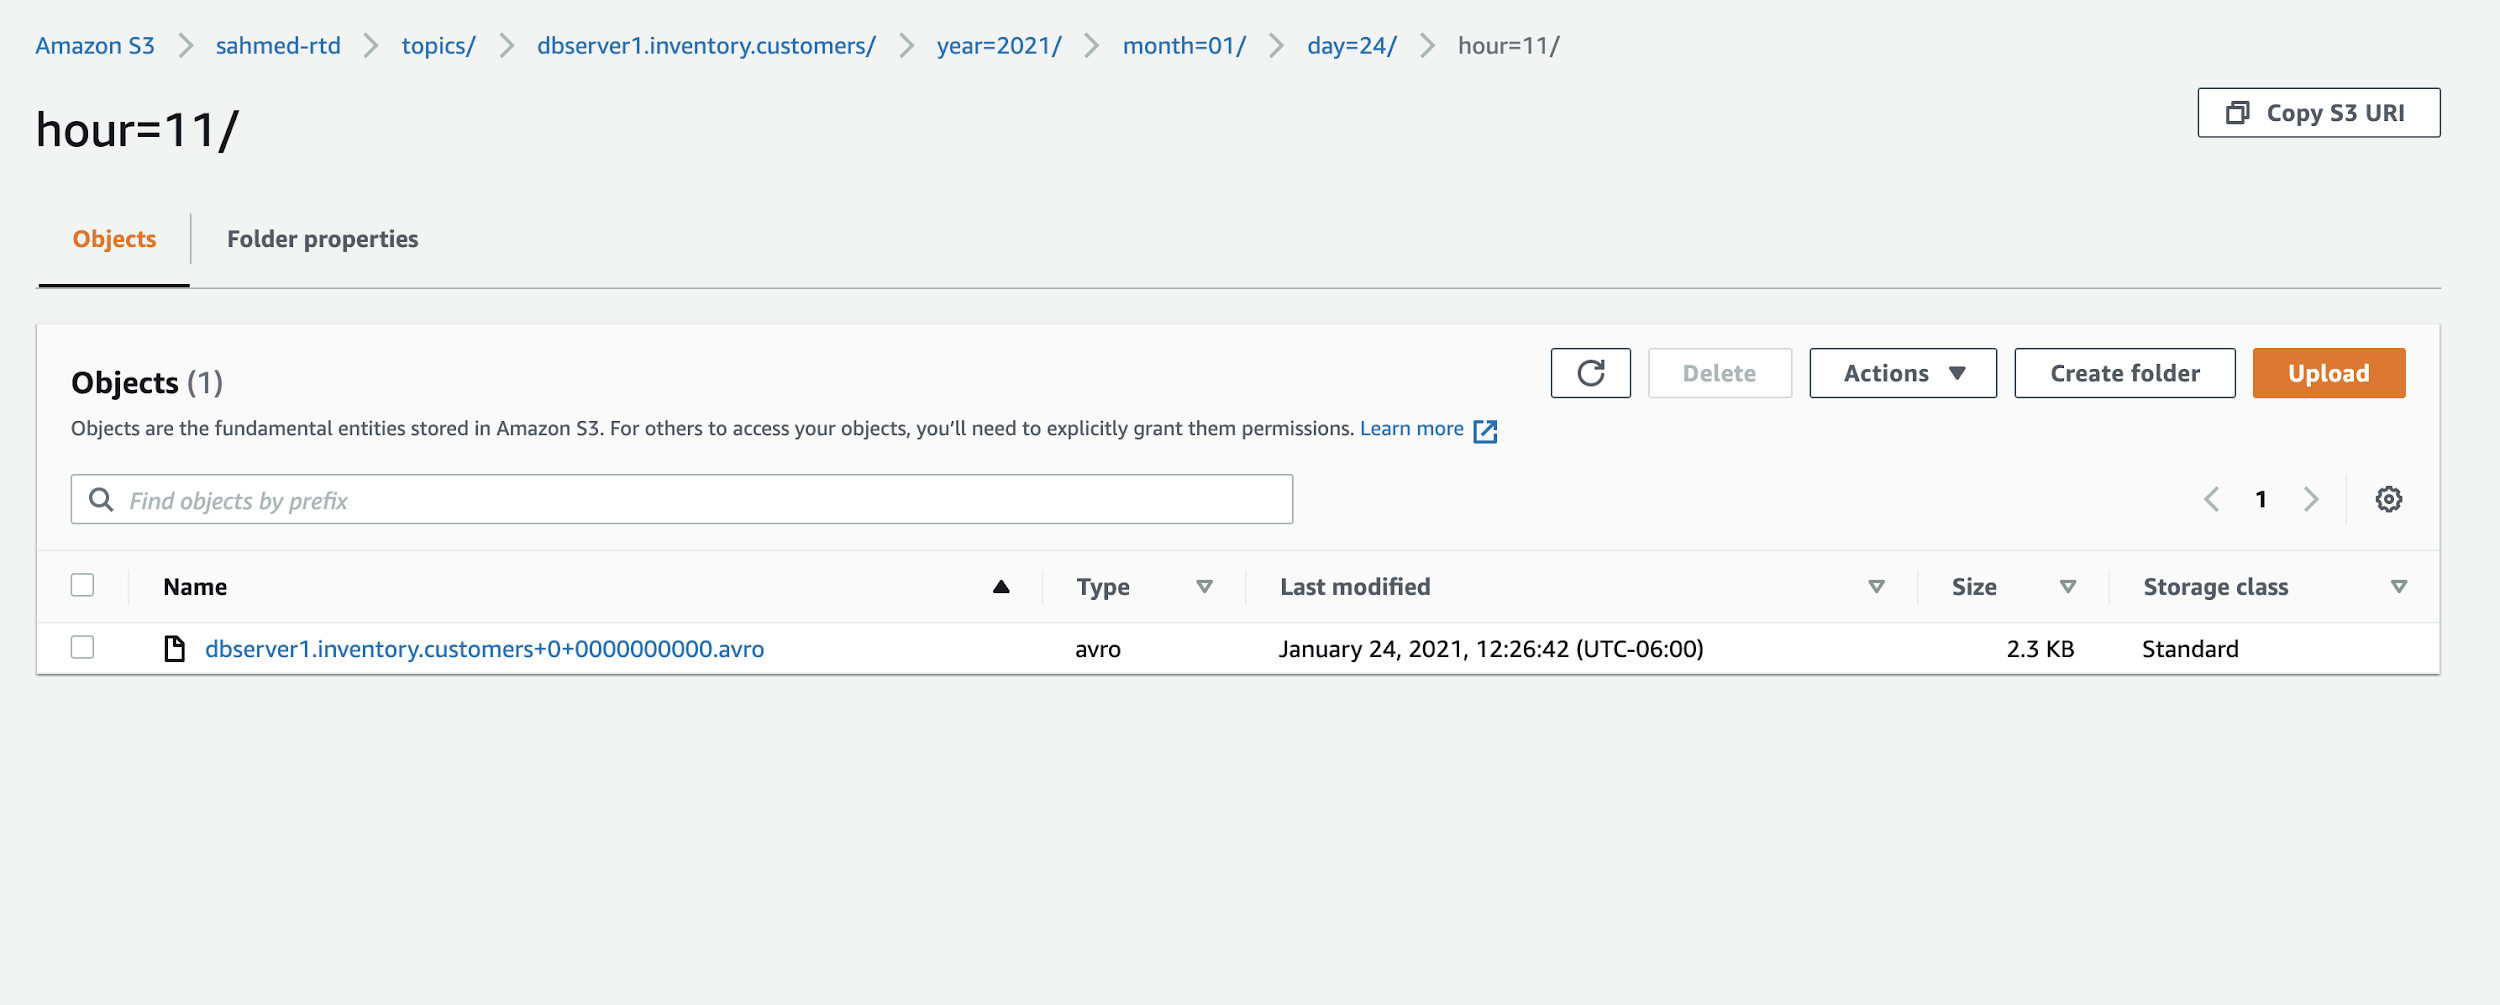 Amazon S3 sahmed-rtd topics/ dbserver1.inventory.customers/ year=2021/ month=01/ day=24/ hour=11/
hour=11/
Copy S3 URI
Objects Folder properties
Objects (1)
Delete Actions Create folder Upload
Objects are the fundamental entities stored in Amazon S3. For others to access your objects, you’ll need to explicitly grant them permissions. Learn more
Find objects by prefix
1
Name Type Last modified Size Storage class
dbserver1.inventory.customers+0+0000000000.avro avro January 24, 2021, 12:26:42 (UTC-06:00) 2.3 KB Standard